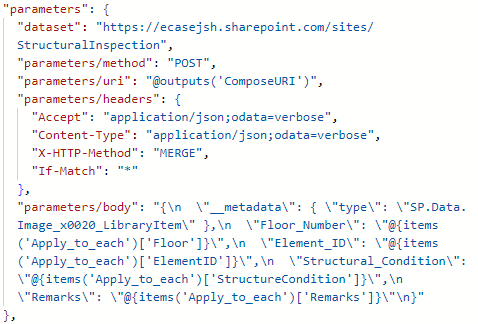 "parameters": {
"dataset": "https://ecasejsh.sharepoint.com/sites/
StructuralInspection",
"parameters/method": "POST",
"parameters/uri": "@outputs('ComposeURI')",
"parameters/headers": {
"Accept": "application/json;odata=verbose",
"Content-Type": "application/json;odata=verbose",
"X-HTTP-Method": "MERGE",
"If-Match": "*"
},
"parameters/body": "{\n  \"__metadata\": { \"type\": \"SP.Data.
Image_x0020_LibraryItem\" },\n  \"Floor_Number\": \"@{items
('Apply_to_each')['Floor']}\",\n  \"Element_ID\": \"@{items
('Apply_to_each')['ElementID']}\",\n  \"Structural_Condition\":
\"@{items('Apply_to_each')['StructureCondition']}\",\n
\"Remarks\": \"@{items('Apply_to_each')['Remarks']}\"\n}"
},